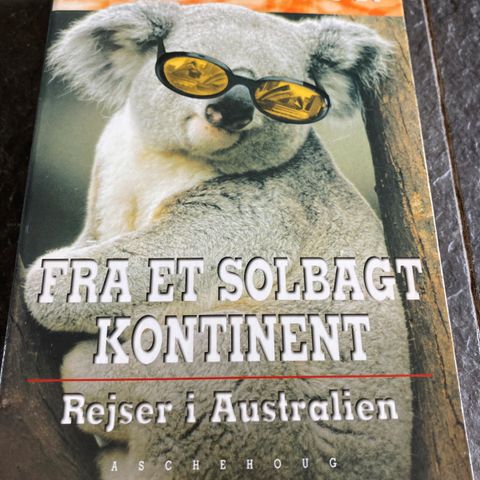 FRA ET SOLBAGT
KONTINENT
Rejser i Australien
ASCHEHOUG